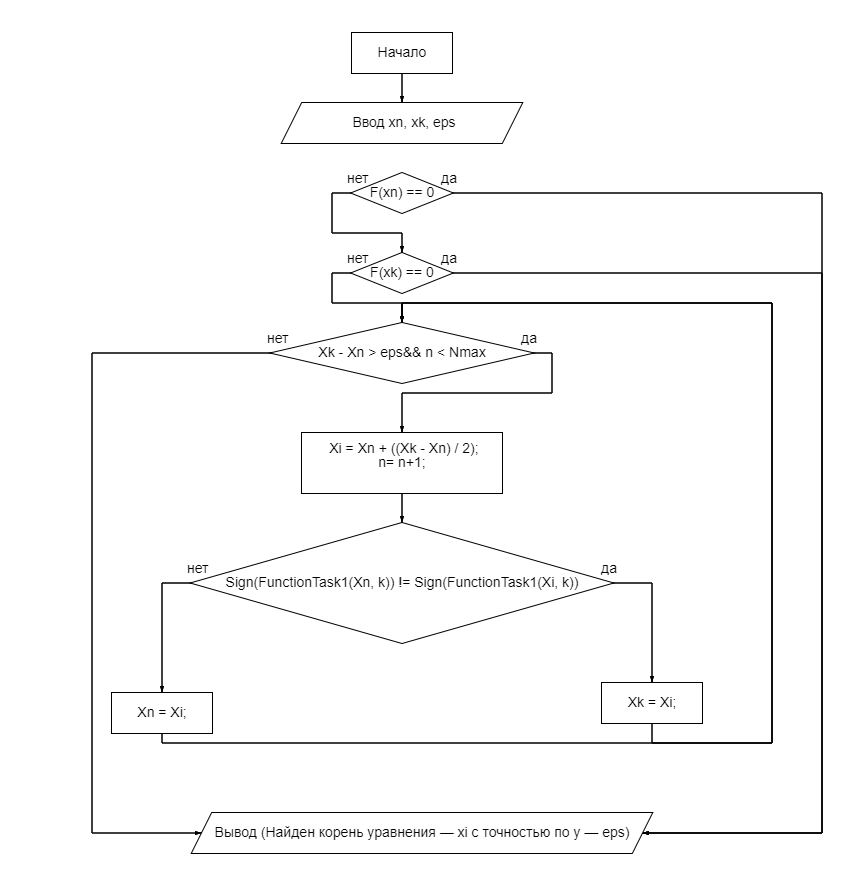 Начало
Ввод xn, xk, eps
нет
да
F(xn) == 0
нет
да
F(xk) == 0
нет
да
Xk - Xn > eps&& n < Nmax
Xi = Xn + ((Xk - Xn) / 2);
n= n+1;
нет
да
Sign(FunctionTask1(Xn, k)) != Sign(FunctionTask1(Xi, k))
Xn = Xi;
Xk = Xi;
Вывод (Найден корень уравнения — xi с точностью по y — eps)